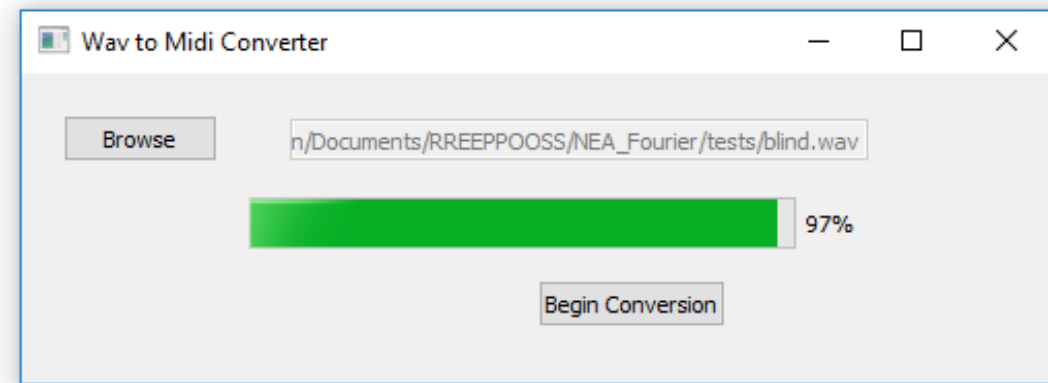 Wav to Midi Converter
Browse
n/Documents/RREEPPOOSS/NEA_Fourier/tests/blind.wav
97%
Begin Conversion